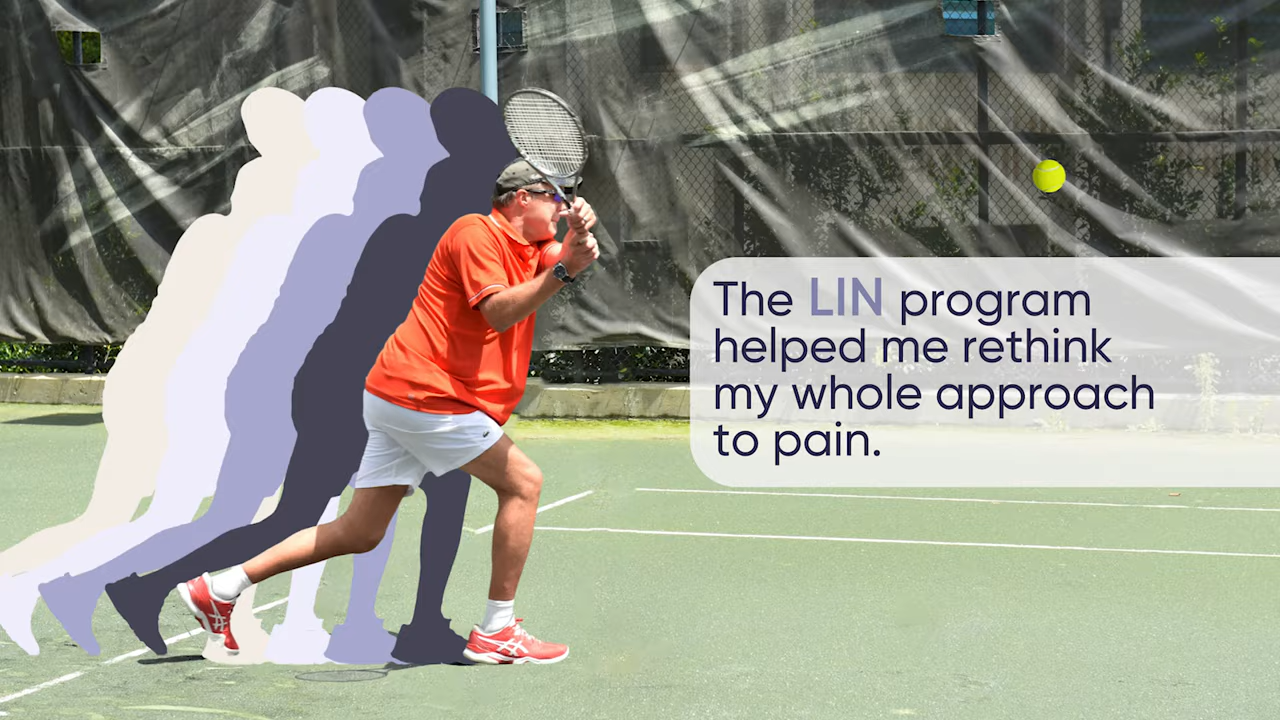 The LIN program
helped me rethink
my whole approach
to pain.